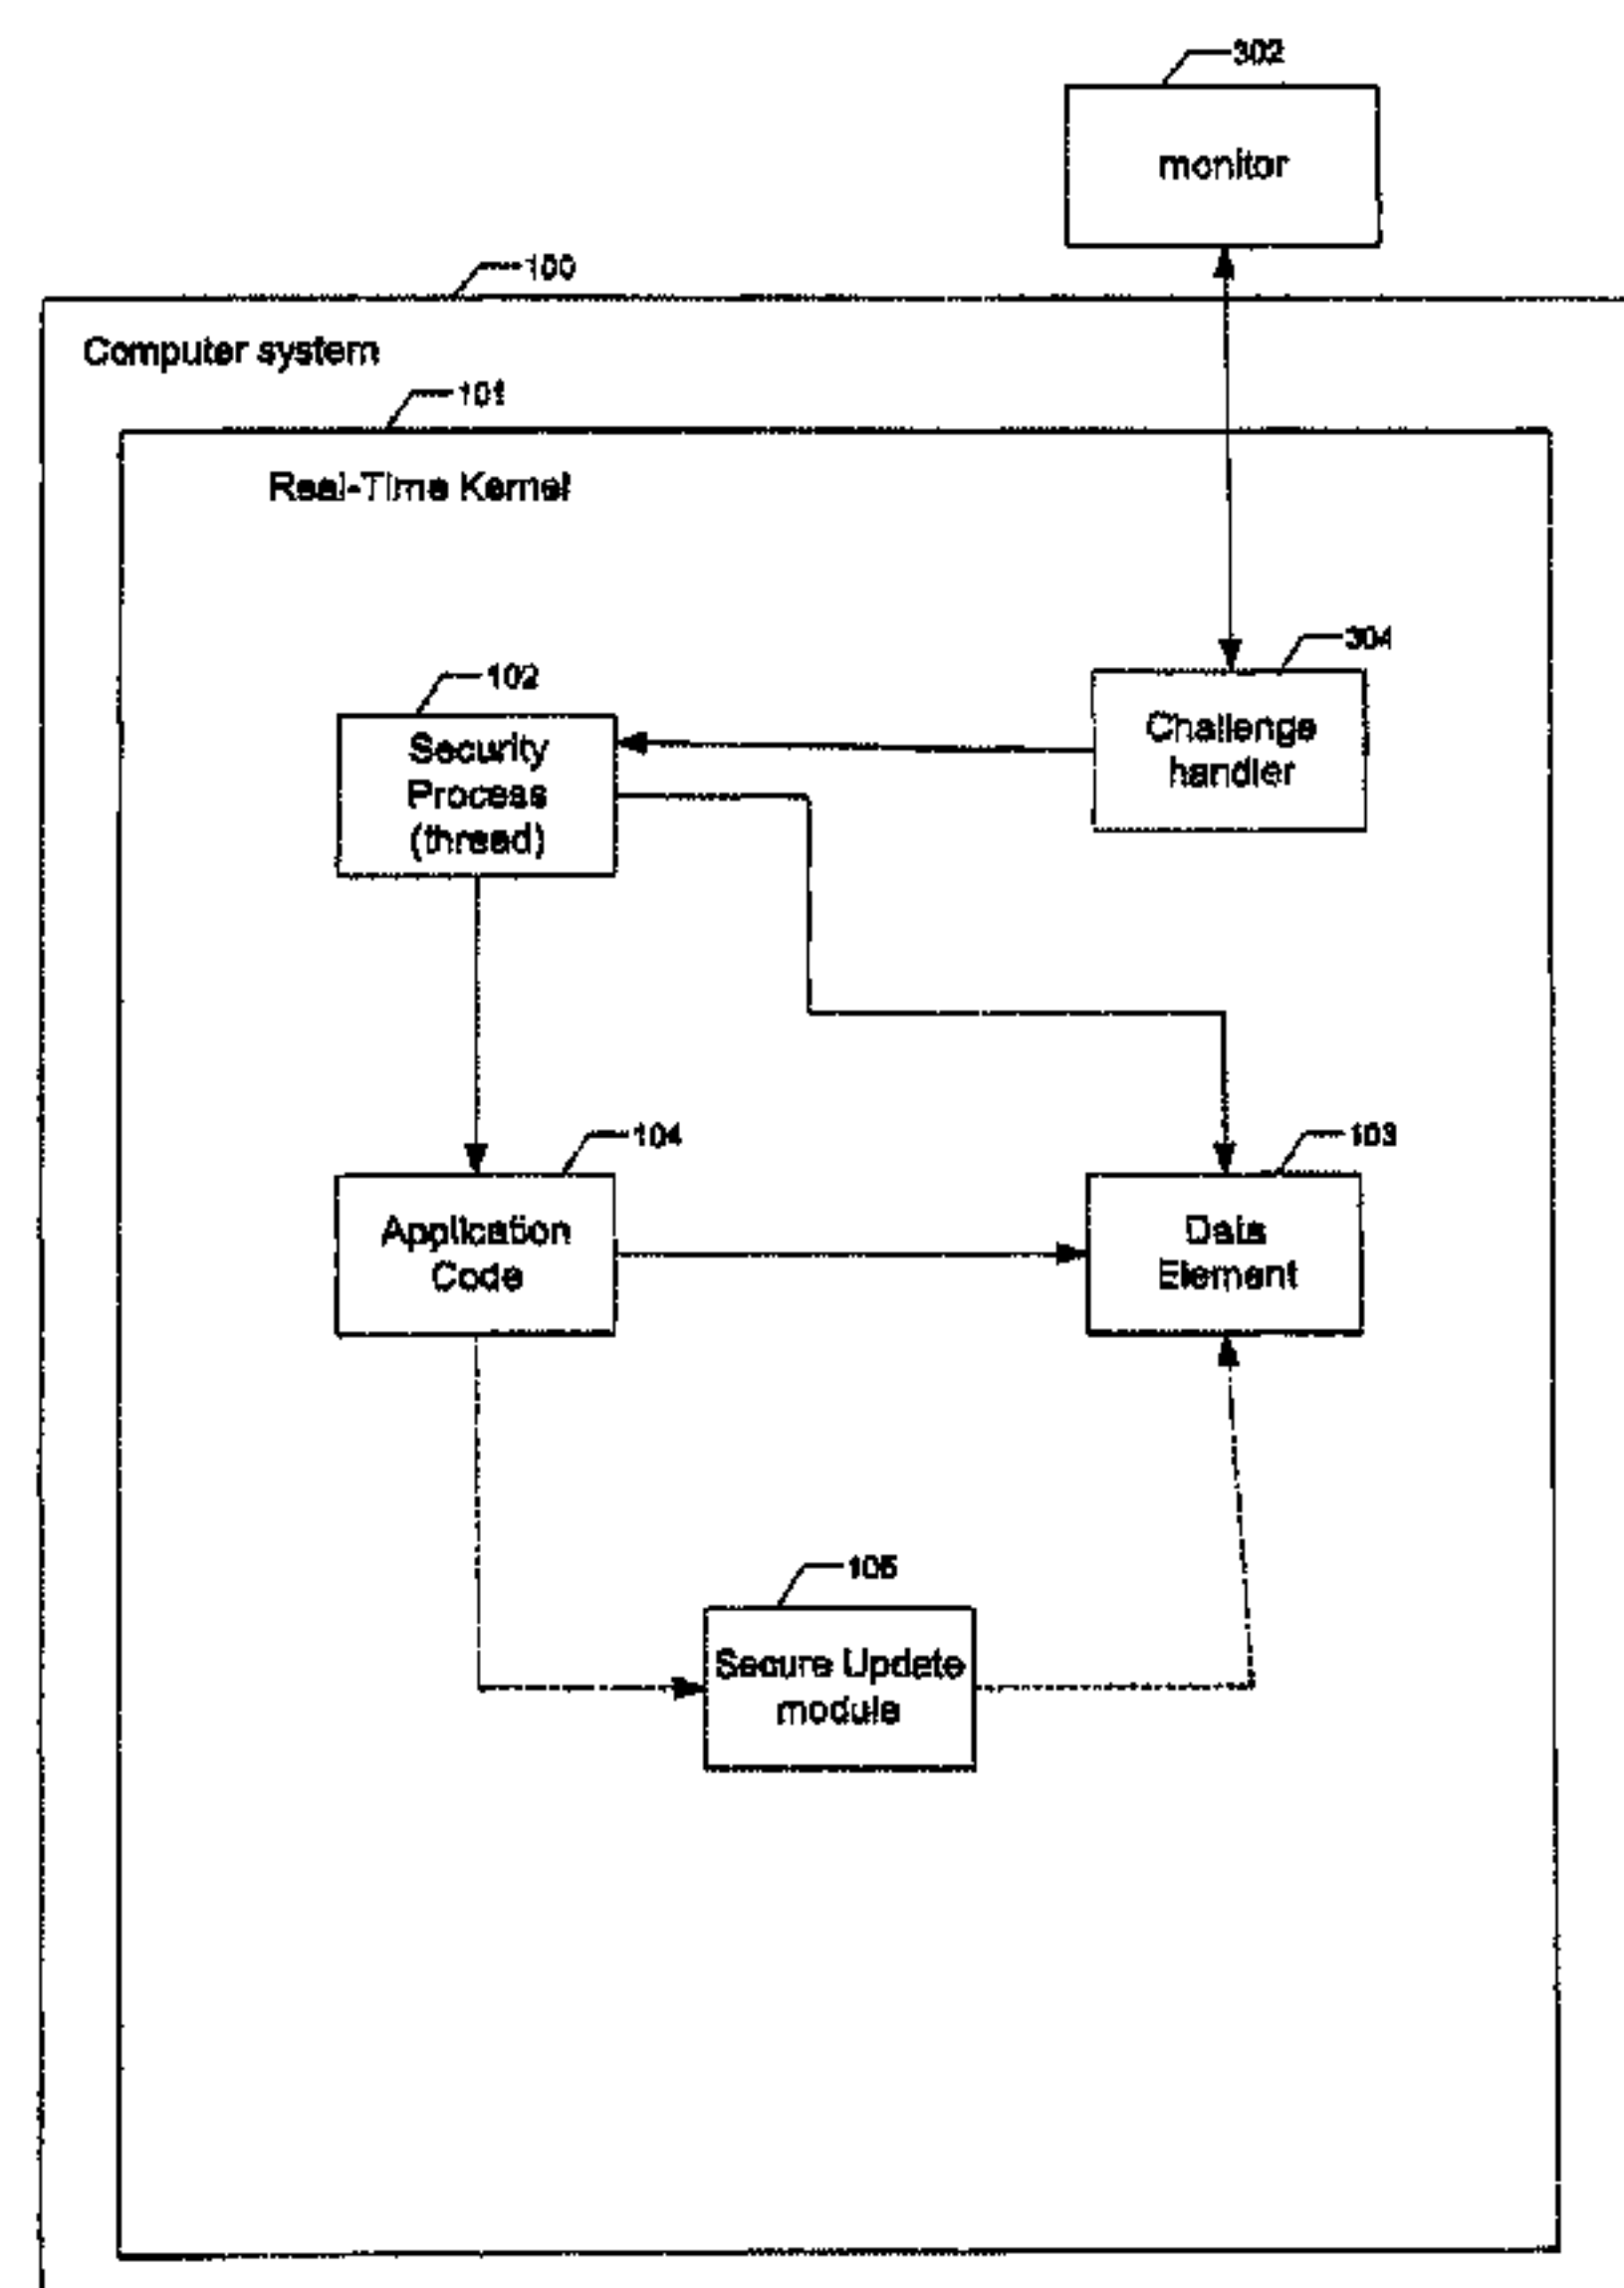 302
monitor
100
Computer system
101
Real-Time Kernel
304
102
Challenge
handler
Security
Process
(thread)
104
103
Application
Code
Data
Element
105
Secure Update
module